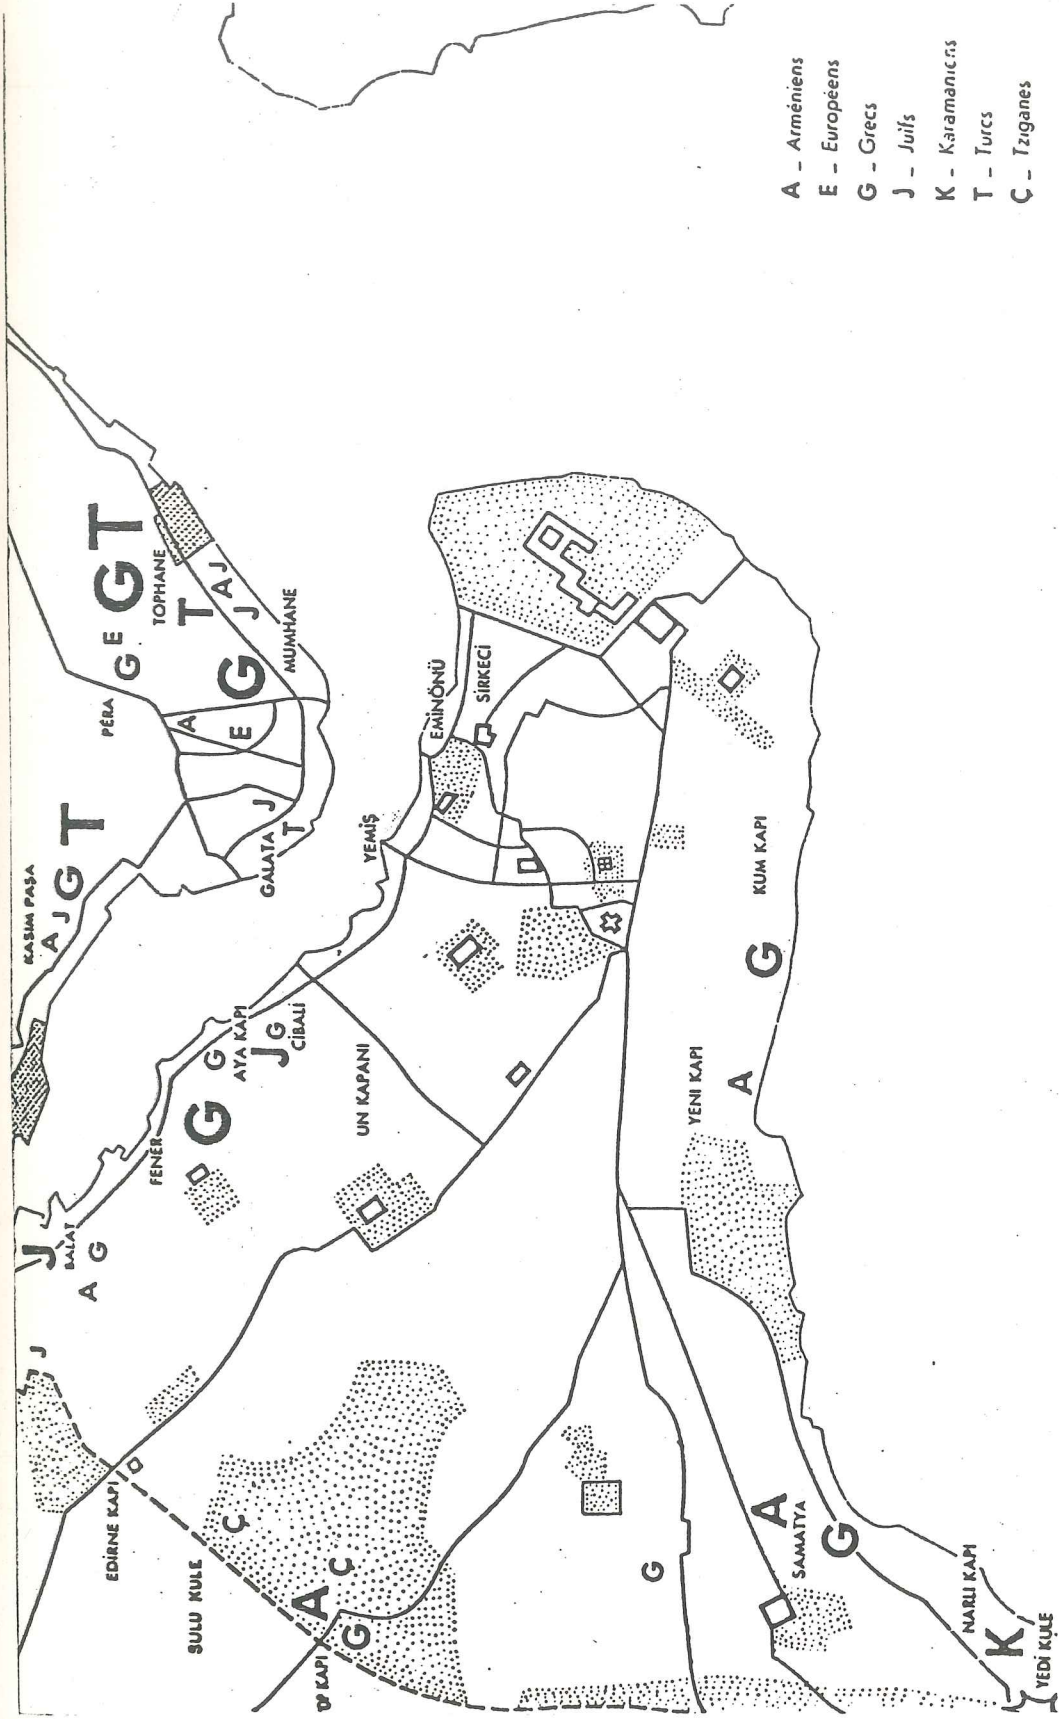 KASIM PAŞA
A J G T
PÉRA
G E G T
TOPHANE
T
J A J
G
MUMHANE
A
E
GALATA
J
T
J
BALAT
A G
FENER
G
G
AYA KAPI
J G
CİBALİ
UN KAPANI
YEMİŞ
EMİNÖNÜ
SİRKECİ
J
EDİRNE KAPI
SULU KULE
Ç
Ç
A
G
KAPI
G
YENI KAPI
A
G
KUM KAPI
A
SAMATYA
G
NARLI KAPI
K
YEDİ KULE
A - Arméniens
E - Européens
G - Grecs
J - Juifs
K - Karamaniens
T - Turcs
Ç - Tziganes